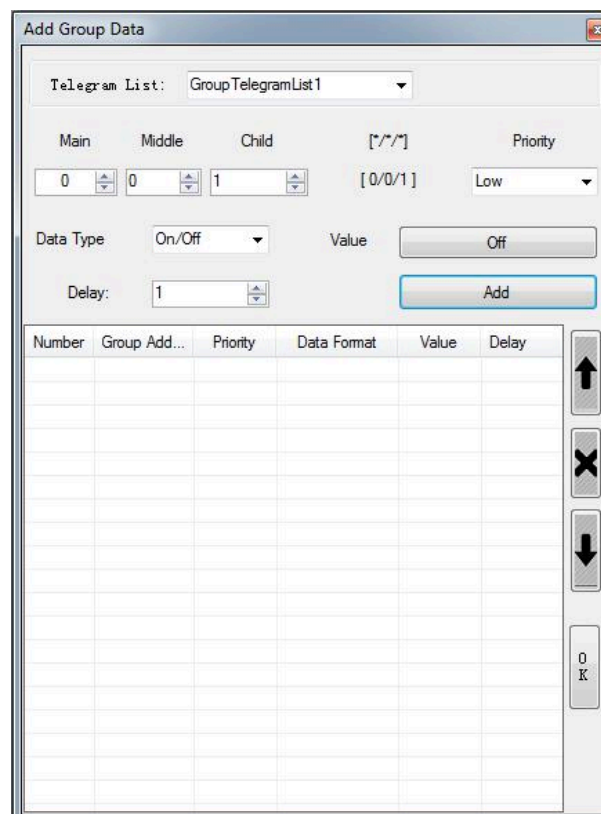 Add Group Data
Telegram List: GroupTelegramList1
Main Middle Child [*/*/*] Priority
0 0 1 [ 0/0/1 ] Low
Data Type On/Off Value Off
Delay: 1 Add
Number Group Add... Priority Data Format Value Delay
O
K